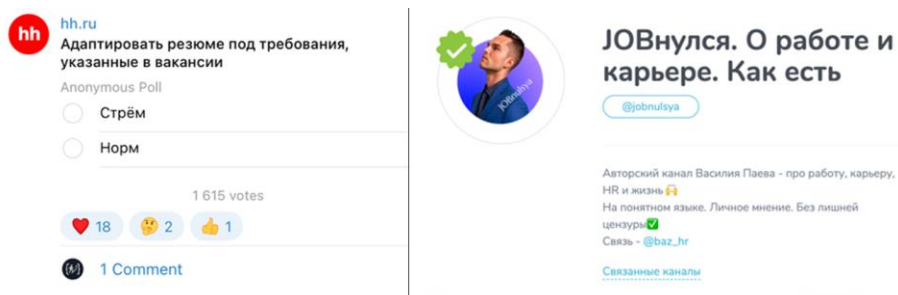 hh
hh.ru
Адаптировать резюме под требования,
указанные в вакансии
Anonymous Poll
Стрём
Норм
1 615 votes
18
2
1
1 Comment
JOBnulsya
JOBнулся. О работе и
карьере. Как есть
@jobnulsya
Авторский канал Василия Паева - про работу, карьеру,
HR и жизнь🙌
На понятном языке. Личное мнение. Без лишней
цензуры✅
Связь - @baz_hr
Связанные каналы